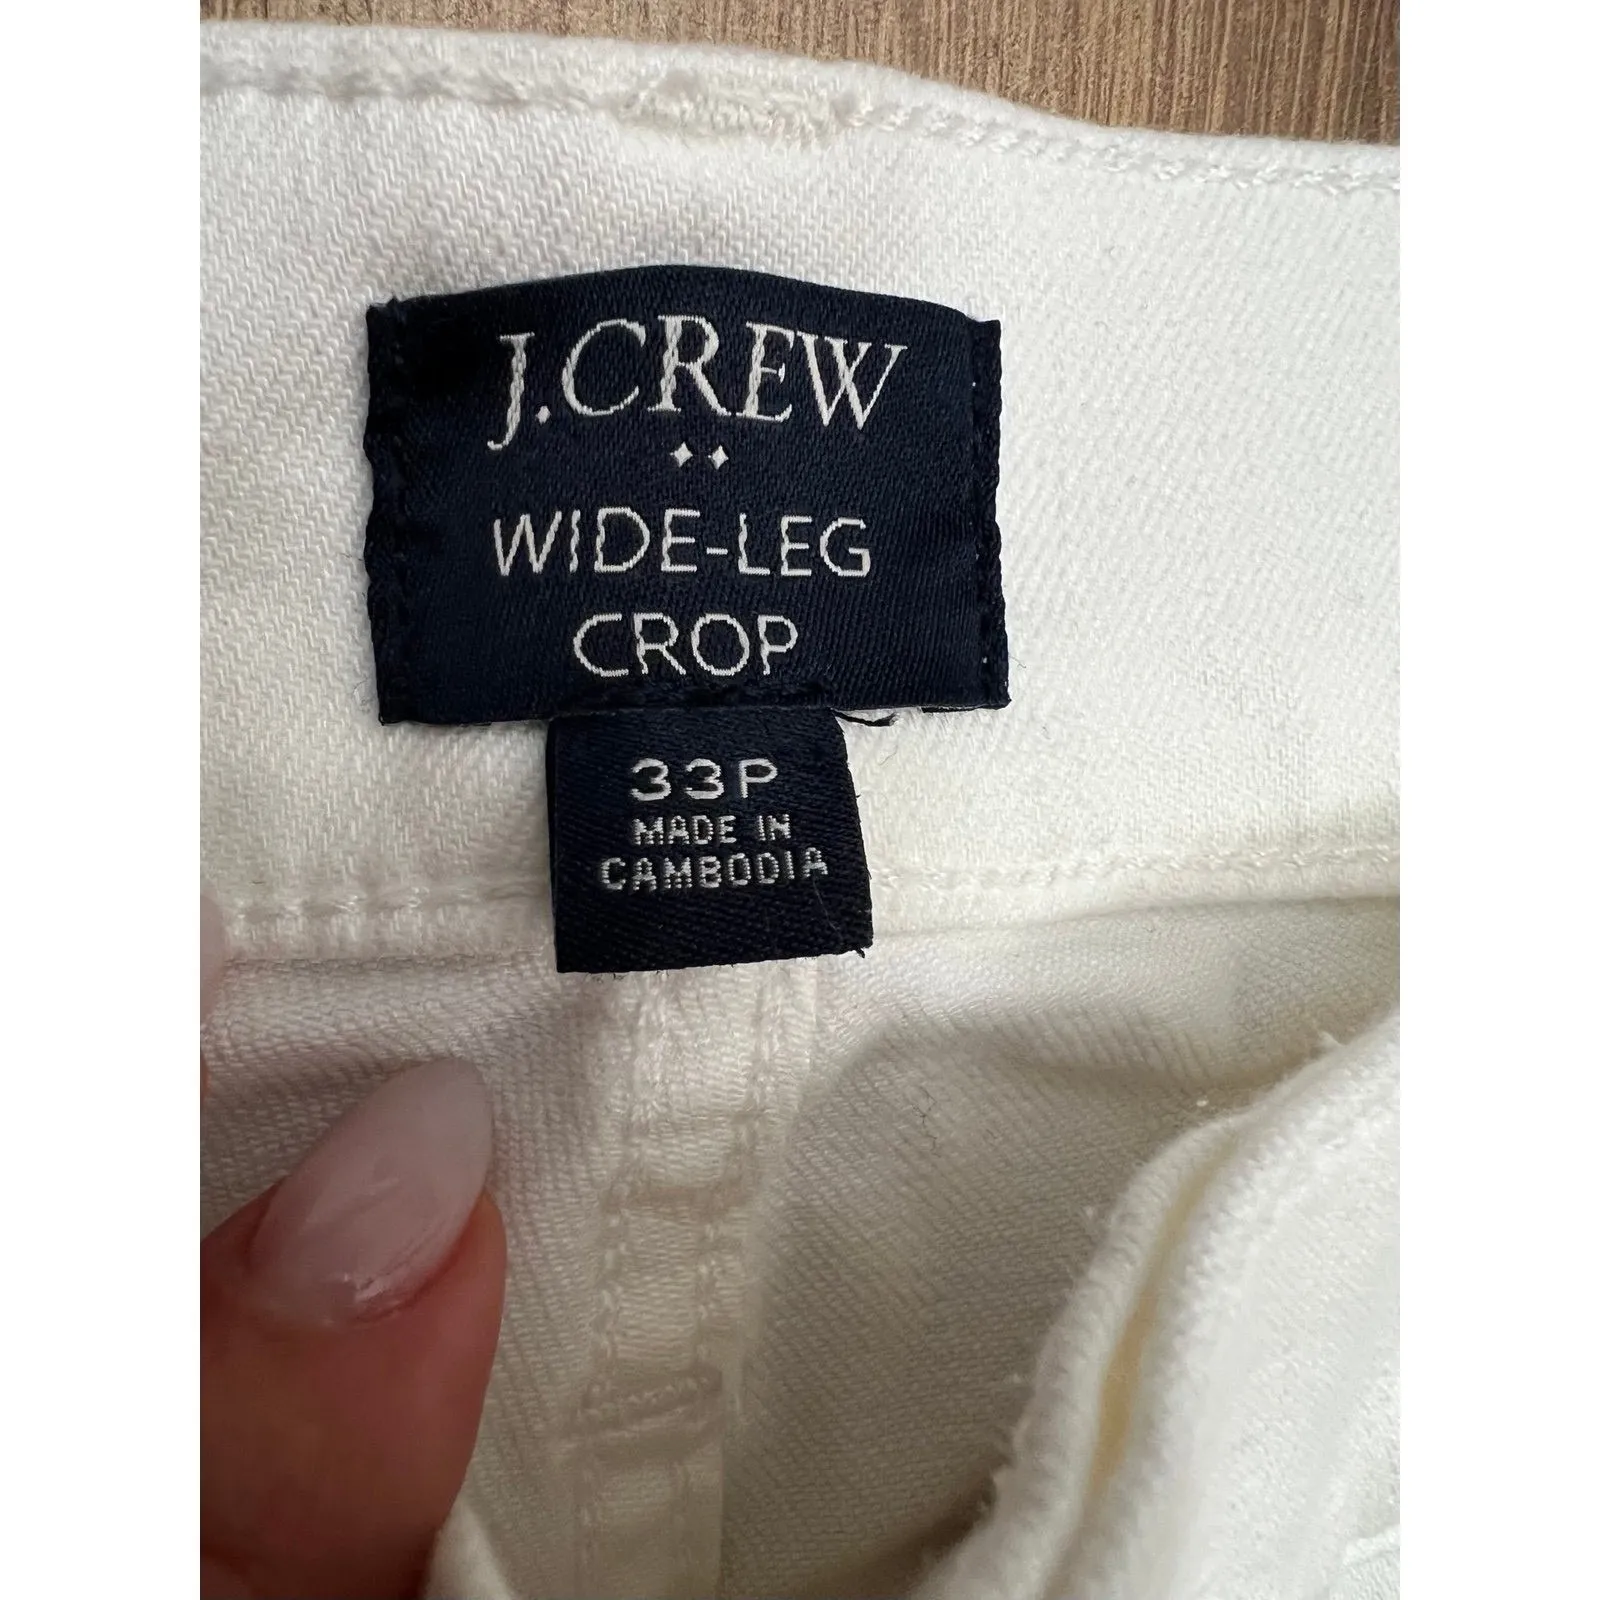 J.CREW
WIDE-LEG
CROP
33P
MADE IN
CAMBODIA